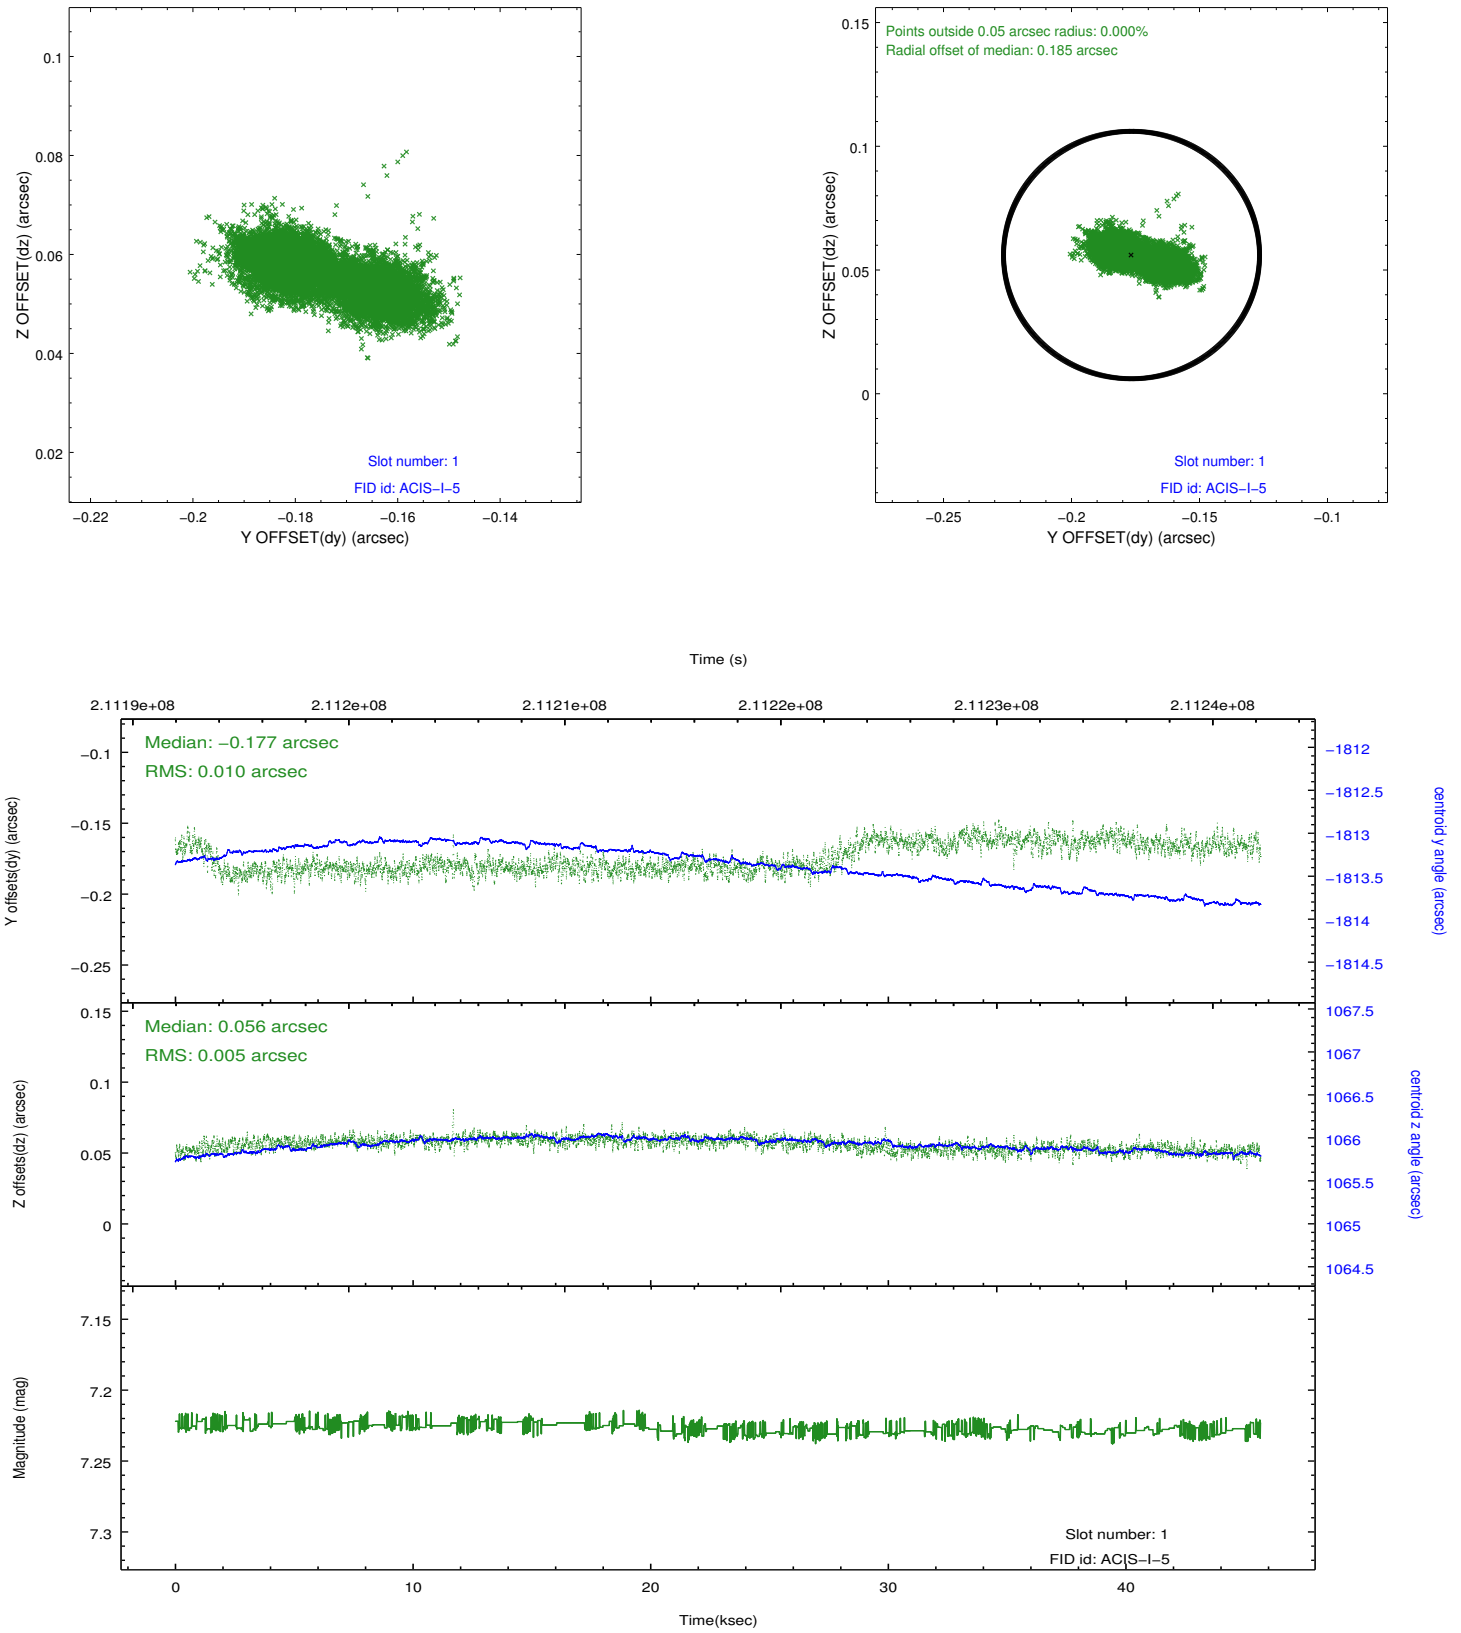 Points outside 0.05 arcsec radius: 0.000%
Radial offset of median: 0.185 arcsec
0.1
0.08
0.06
0.04
0.02
Z OFFSET(dz) (arcsec)
Slot number: 1
FID id: ACIS−I−5
−0.22 −0.2 −0.18 −0.16 −0.14
Y OFFSET(dy) (arcsec)
0.15
0.1
0.05
0
Z OFFSET(dz) (arcsec)
Slot number: 1
FID id: ACIS−I−5
−0.25 −0.2 −0.15 −0.1
Y OFFSET(dy) (arcsec)
Time (s)
2.1119e+08 2.112e+08 2.1121e+08 2.1122e+08 2.1123e+08 2.1124e+08
Median: −0.177 arcsec
RMS: 0.010 arcsec
−0.1
−0.15
−0.2
−0.25
Y offsets(dy) (arcsec)
−1812
−1812.5
−1813
−1813.5
−1814
−1814.5
centroid y angle (arcsec)
Median: 0.056 arcsec
RMS: 0.005 arcsec
0.15
0.1
0.05
0
Z offsets(dz) (arcsec)
1067.5
1067
1066.5
1066
1065.5
1065
1064.5
centroid z angle (arcsec)
7.15
7.2
7.25
7.3
Magnitude (mag)
Slot number: 1
FID id: ACIS−I−5
0 10 20 30 40
Time(ksec)